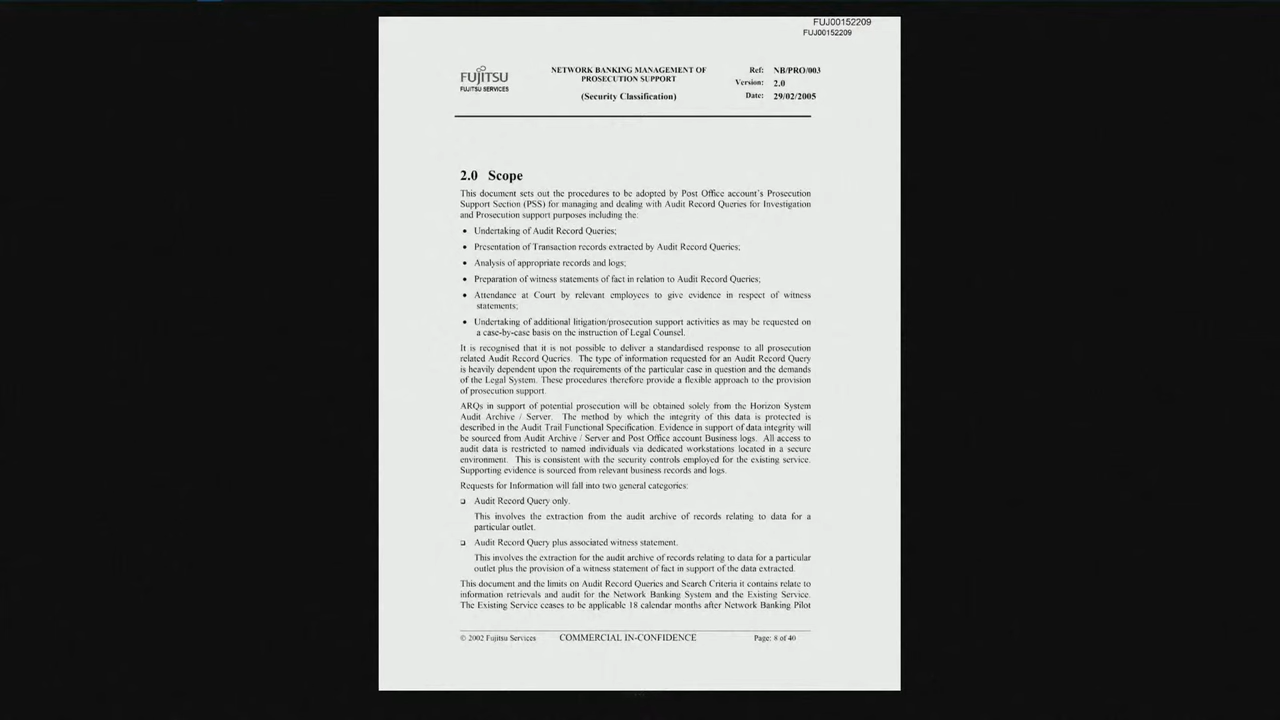 FUJ00152209
FUJ00152209
FUJITSU
FUJITSU SERVICES
NETWORK BANKING MANAGEMENT OF
PROSECUTION SUPPORT
(Security Classification)
Ref: NB/PRO/003
Version: 2.0
Date: 29/02/2005
2.0 Scope
This document sets out the procedures to be adopted by Post Office account's Prosecution
Support Section (PSS) for managing and dealing with Audit Record Queries for Investigation
and Prosecution support purposes including the:
• Undertaking of Audit Record Queries;
• Presentation of Transaction records extracted by Audit Record Queries;
• Analysis of appropriate records and logs;
• Preparation of witness statements of fact in relation to Audit Record Queries;
• Attendance at Court by relevant employees to give evidence in respect of witness
statements;
• Undertaking of additional litigation/prosecution support activities as may be requested on
a case-by-case basis on the instruction of Legal Counsel.
It is recognised that it is not possible to deliver a standardised response to all prosecution
related Audit Record Queries. The type of information requested for an Audit Record Query
is heavily dependent upon the requirements of the particular case in question and the demands
of the Legal System. These procedures therefore provide a flexible approach to the provision
of prosecution support.
ARQs in support of potential prosecution will be obtained solely from the Horizon System
Audit Archive / Server. The method by which the integrity of this data is protected is
described in the Audit Trail Functional Specification. Evidence in support of data integrity will
be sourced from Audit Archive / Server and Post Office account Business logs. All access to
audit data is restricted to named individuals via dedicated workstations located in a secure
environment. This is consistent with the security controls employed for the existing service.
Supporting evidence is sourced from relevant business records and logs.
Requests for Information will fall into two general categories:
❑ Audit Record Query only.
This involves the extraction from the audit archive of records relating to data for a
particular outlet.
❑ Audit Record Query plus associated witness statement.
This involves the extraction for the audit archive of records relating to data for a particular
outlet plus the provision of a witness statement of fact in support of the data extracted.
This document and the limits on Audit Record Queries and Search Criteria it contains relate to
information retrievals and audit for the Network Banking System and the Existing Service.
The Existing Service ceases to be applicable 18 calendar months after Network Banking Pilot
© 2002 Fujitsu Services COMMERCIAL IN-CONFIDENCE Page: 8 of 40